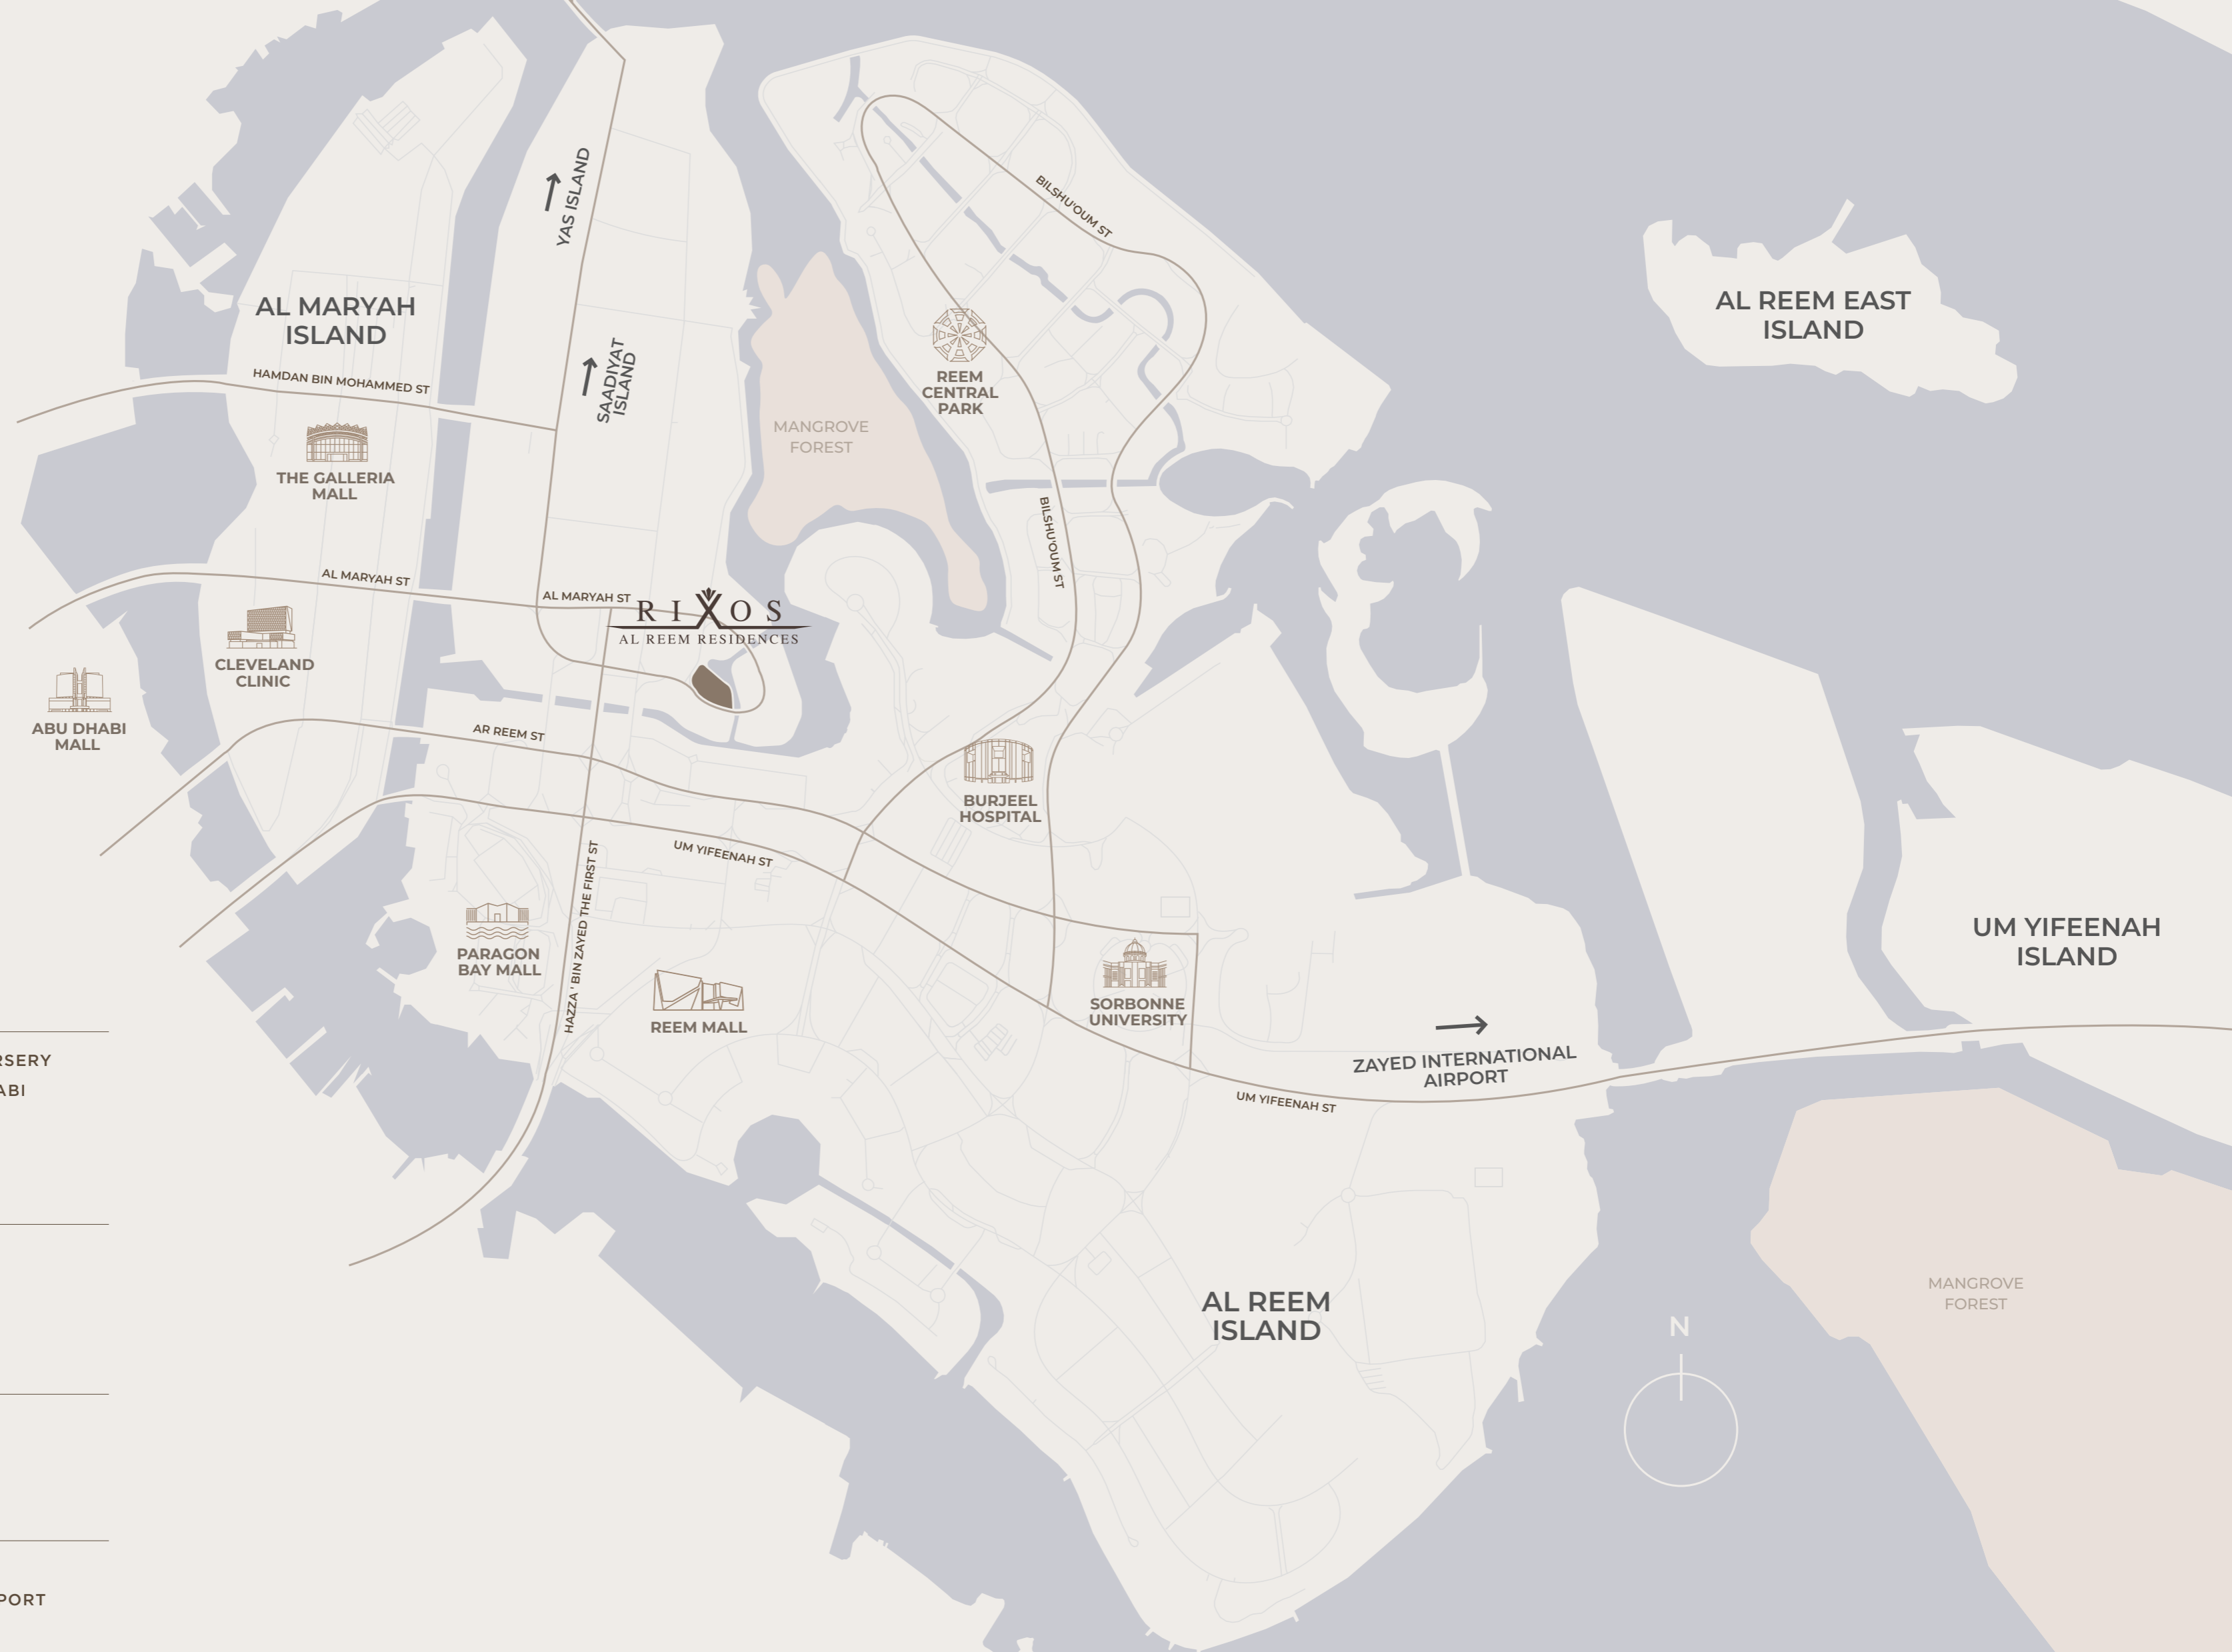 YAS ISLAND
BILSHU'OUM ST
AL MARYAH
ISLAND
AL REEM EAST
ISLAND
SAADIYAT
ISLAND
HAMDAN BIN MOHAMMED ST
REEM
CENTRAL
PARK
MANGROVE
FOREST
THE GALLERIA
MALL
BILSHU'OUM ST
AL MARYAH ST
AL MARYAH ST
RIXOS
AL REEM RESIDENCES
CLEVELAND
CLINIC
ABU DHABI
MALL
AR REEM ST
BURJEEL
HOSPITAL
UM YIFEENAH ST
HAZZA ' BIN ZAYED THE FIRST ST
PARAGON
BAY MALL
UM YIFEENAH
ISLAND
SORBONNE
UNIVERSITY
REEM MALL
ZAYED INTERNATIONAL
AIRPORT
UM YIFEENAH ST
RSERY
ABI
MANGROVE
FOREST
AL REEM
ISLAND
N
PORT